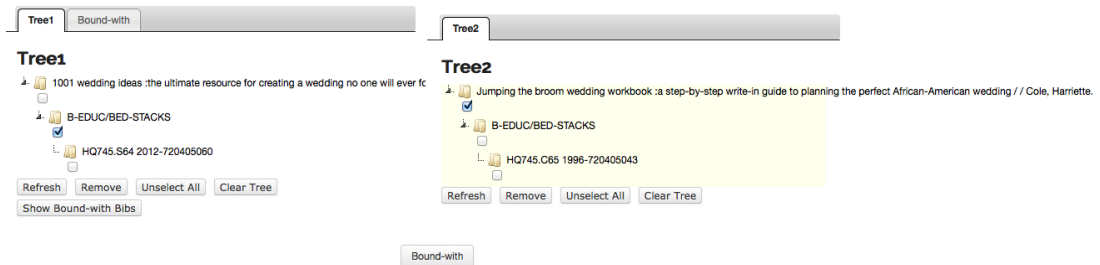 Tree1 Bound-with
Tree1
1001 wedding ideas :the ultimate resource for creating a wedding no one will ever fo
B-EDUC/BED-STACKS
HQ745.S64 2012-720405060
Refresh Remove Unselect All Clear Tree
Show Bound-with Bibs
Tree2
Tree2
Jumping the broom wedding workbook :a step-by-step write-in guide to planning the perfect African-American wedding / / Cole, Harriette.
B-EDUC/BED-STACKS
HQ745.C65 1996-720405043
Refresh Remove Unselect All Clear Tree
Bound-with